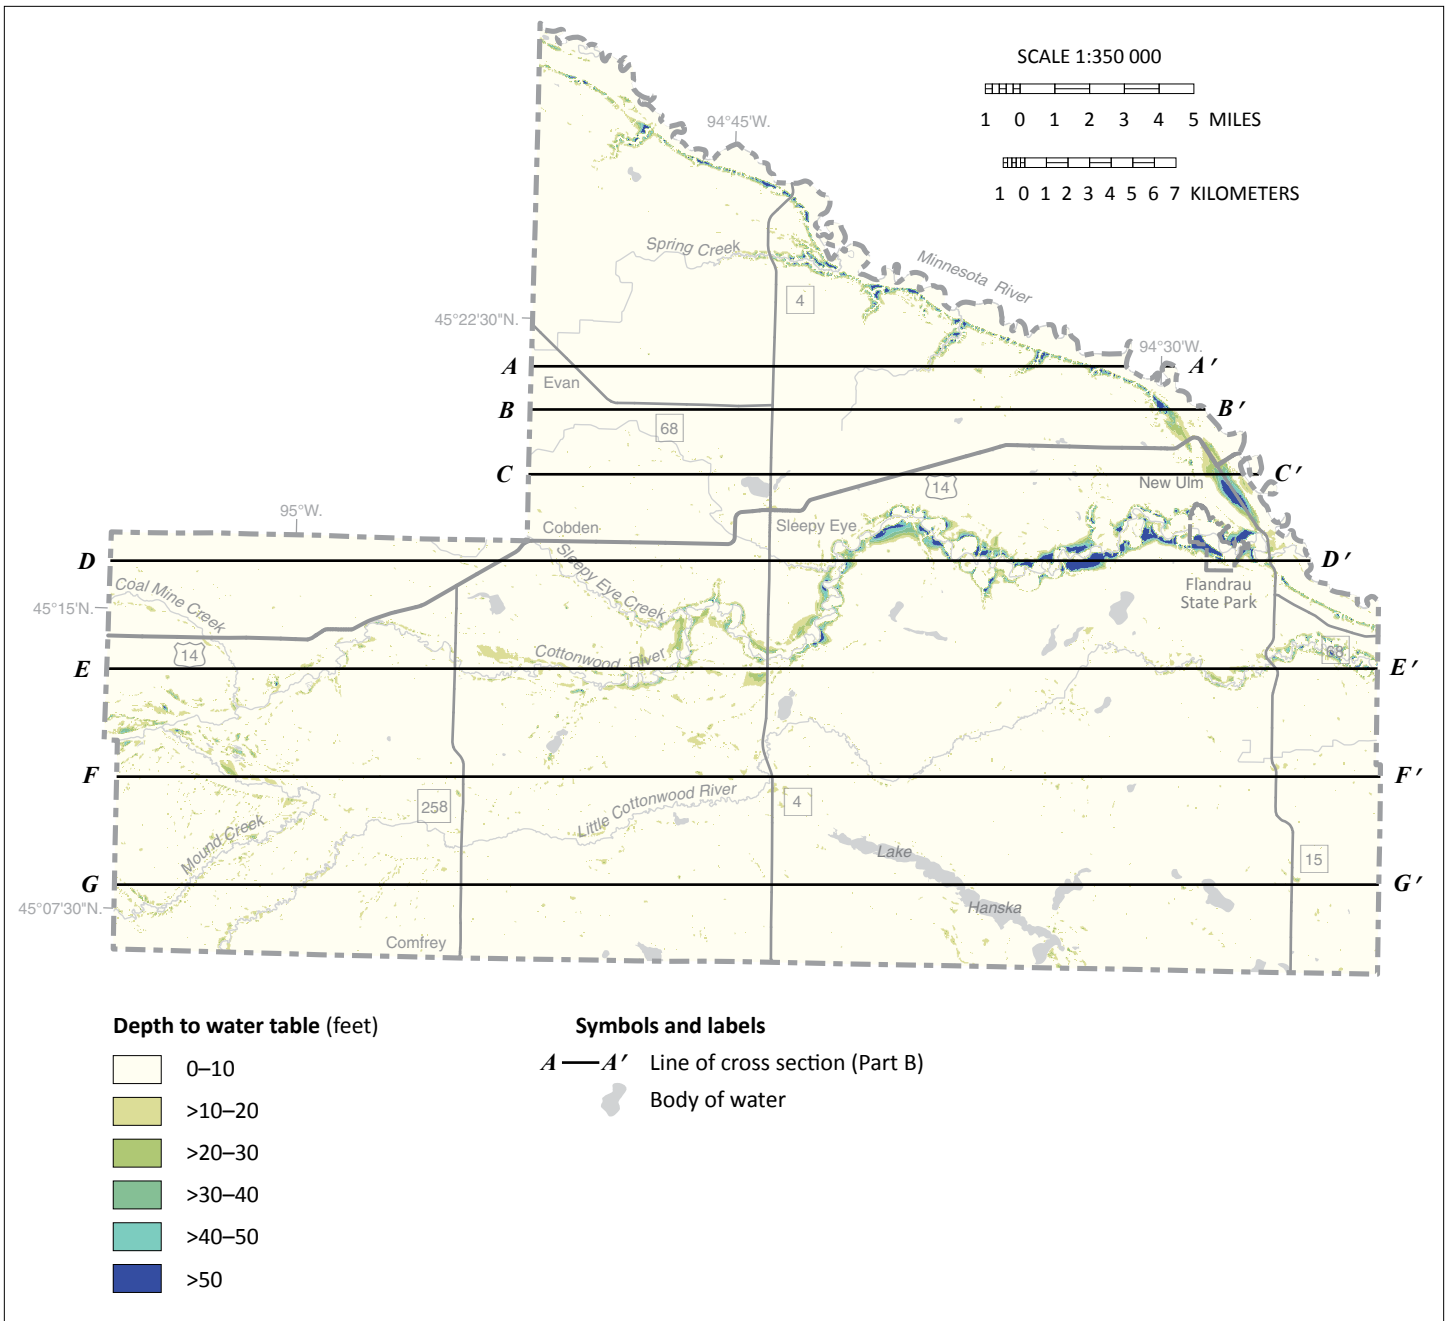 SCALE 1:350 000
1 0 1 2 3 4 5 MILES
1 0 1 2 3 4 5 6 7 KILOMETERS
94°45'W.
Spring Creek
Minnesota River
4
45°22'30"N.
94°30'W.
A A′
Evan
B B′
68
C C′
14
New Ulm
95°W.
Cobden
Sleepy Eye
D D′
Coal Mine Creek
Sleepy Eye Creek
Flandrau
State Park
45°15'N.
14
Cottonwood River
68
E E′
F F′
258
Little Cottonwood River
4
Mound Creek
Lake
15
G G′
45°07'30"N.
Hanska
Comfrey
Depth to water table (feet)
0–10
>10–20
>20–30
>30–40
>40–50
>50
Symbols and labels
A — A′ Line of cross section (Part B)
Body of water